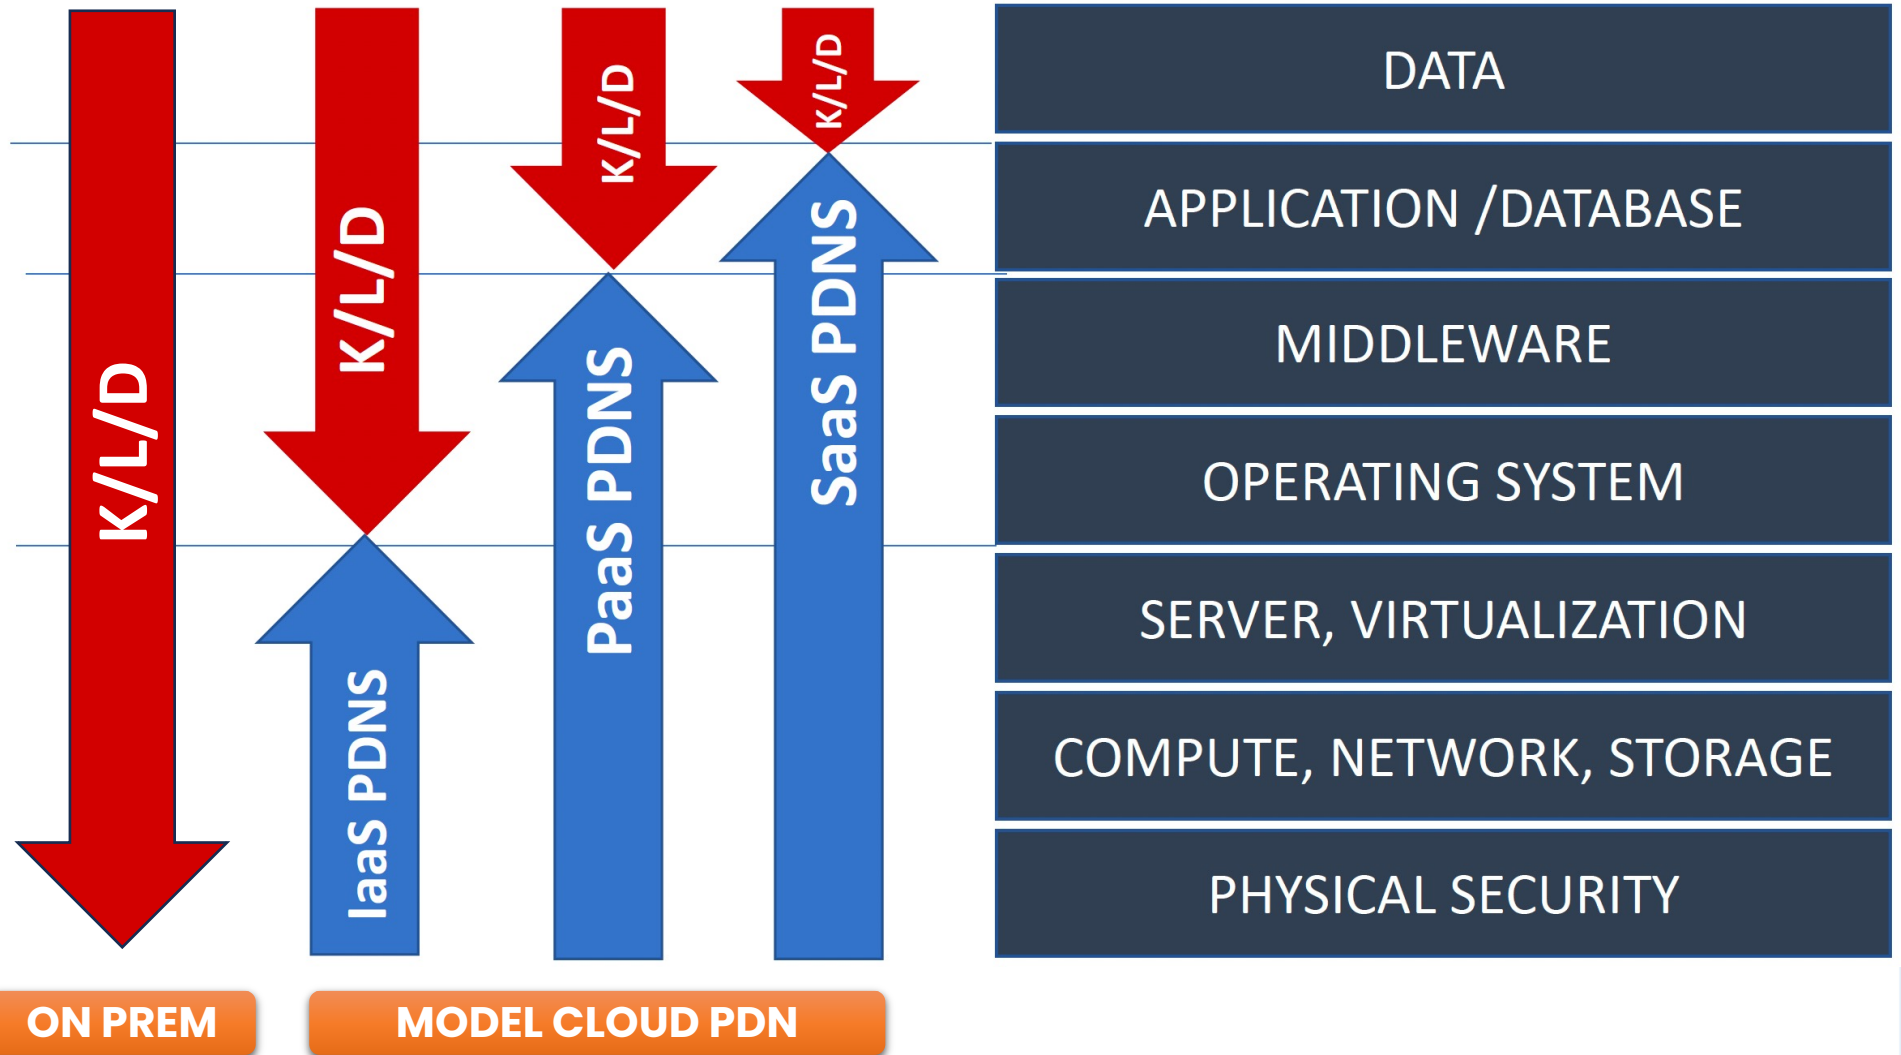 K/L/D
K/L/D
K/L/D
K/L/D
IaaS PDNS
PaaS PDNS
SaaS PDNS
DATA
APPLICATION /DATABASE
MIDDLEWARE
OPERATING SYSTEM
SERVER, VIRTUALIZATION
COMPUTE, NETWORK, STORAGE
PHYSICAL SECURITY
ON PREM
MODEL CLOUD PDN